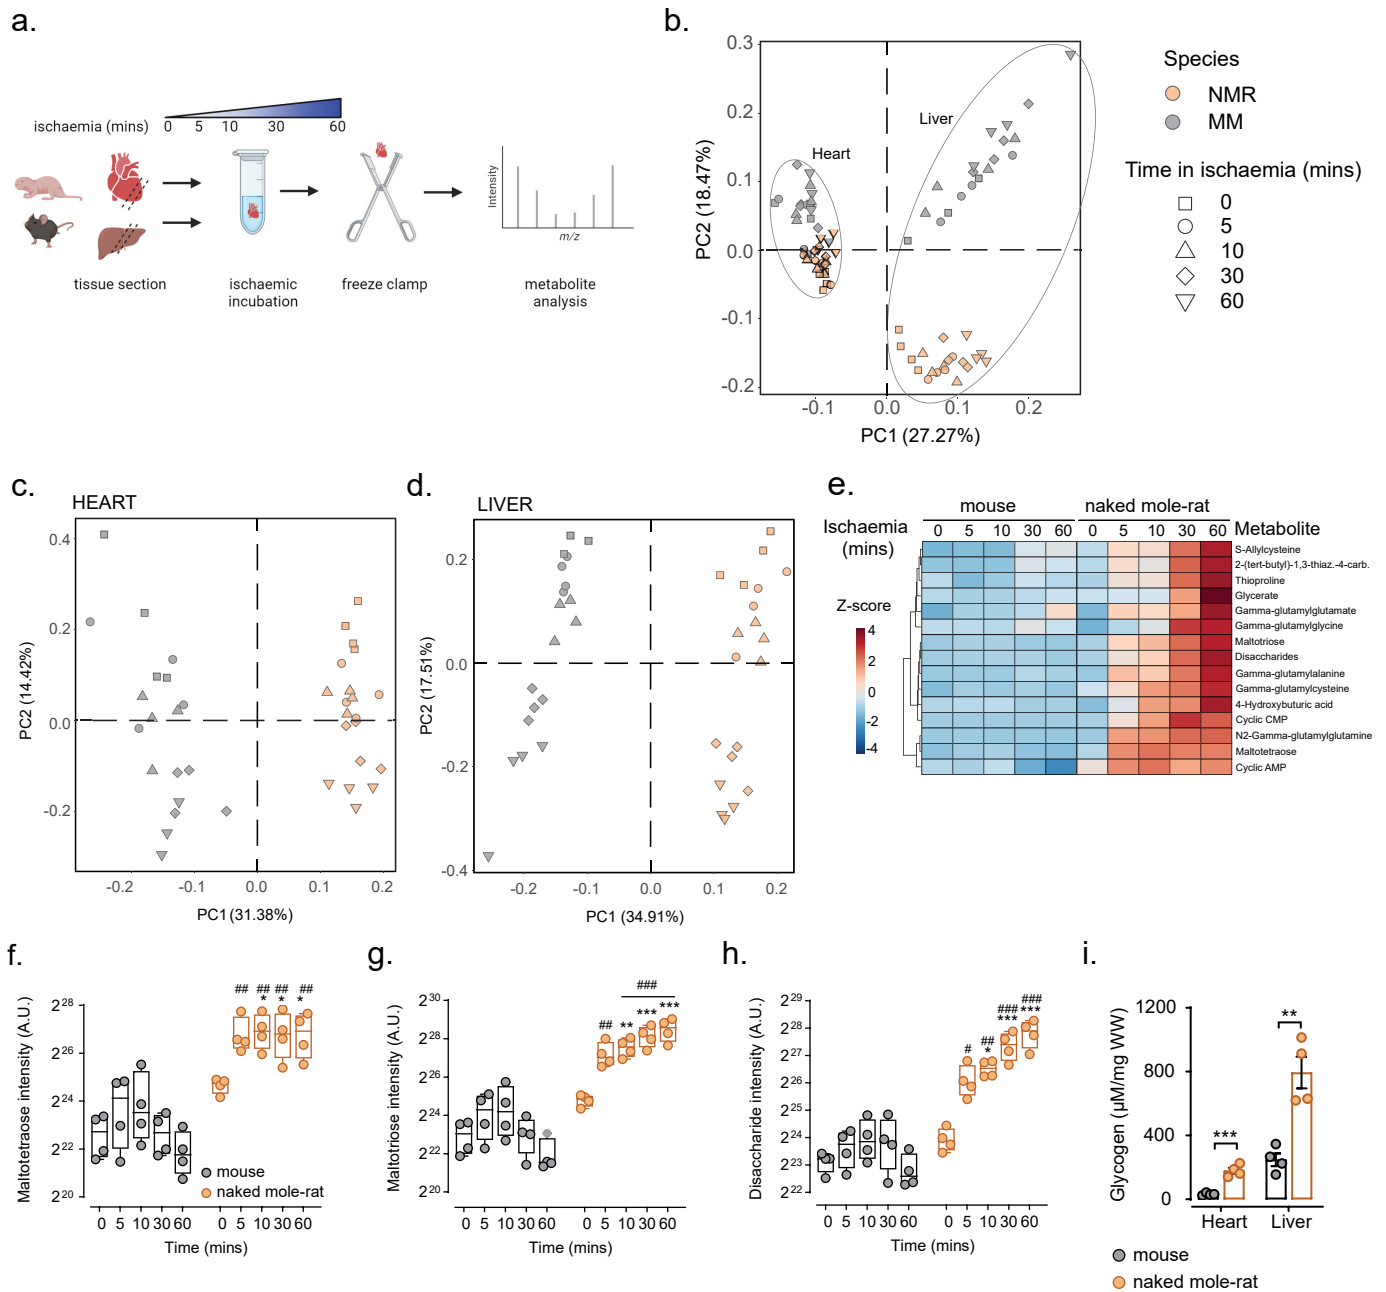 a.
ischaemia (mins) 0 5 10 30 60
Intensity
m/z
tissue section
ischaemic
incubation
freeze clamp
metabolite
analysis
b.
0.3
0.2
0.1
0.0
-0.1
-0.2
PC2 (18.47%)
Heart
Liver
-0.1 0.0 0.1 0.2
PC1 (27.27%)
Species
NMR
MM
Time in ischaemia (mins)
0
5
10
30
60
c.
HEART
0.4
0.2
0.0
-0.2
PC2 (14.42%)
-0.2 -0.1 0.0 0.1 0.2
PC1 (31.38%)
d.
LIVER
0.2
0.0
-0.2
-0.4
PC2 (17.51%)
-0.2 -0.1 0.0 0.1 0.2
PC1 (34.91%)
e.
mouse naked mole-rat
Ischaemia
(mins)
0 5 10 30 60 0 5 10 30 60 Metabolite
Z-score
4
2
0
-2
-4
S-Allylcysteine
2-(tert-butyl)-1,3-thiaz.-4-carb.
Thioproline
Glycerate
Gamma-glutamylglutamate
Gamma-glutamylglycine
Maltotriose
Disaccharides
Gamma-glutamylalanine
Gamma-glutamylcysteine
4-Hydroxybuturic acid
Cyclic CMP
N2-Gamma-glutamylglutamine
Maltotetraose
Cyclic AMP
f.
Maltotetraose intensity (A.U.)
2^28
2^26
2^24
2^22
2^20
## ## ## ##
* * *
mouse
naked mole-rat
0 5 10 30 60 0 5 10 30 60
Time (mins)
g.
Maltotriose intensity (A.U.)
2^30
2^28
2^26
2^24
2^22
2^20
###
## ** *** ***
0 5 10 30 60 0 5 10 30 60
Time (mins)
h.
Disaccharide intensity (A.U.)
2^29
2^28
2^27
2^26
2^25
2^24
2^23
2^22
# ## ### ###
* *** ***
0 5 10 30 60 0 5 10 30 60
Time (mins)
i.
Glycogen (µM/mg WW)
1200
800
400
0
*** **
Heart Liver
mouse
naked mole-rat